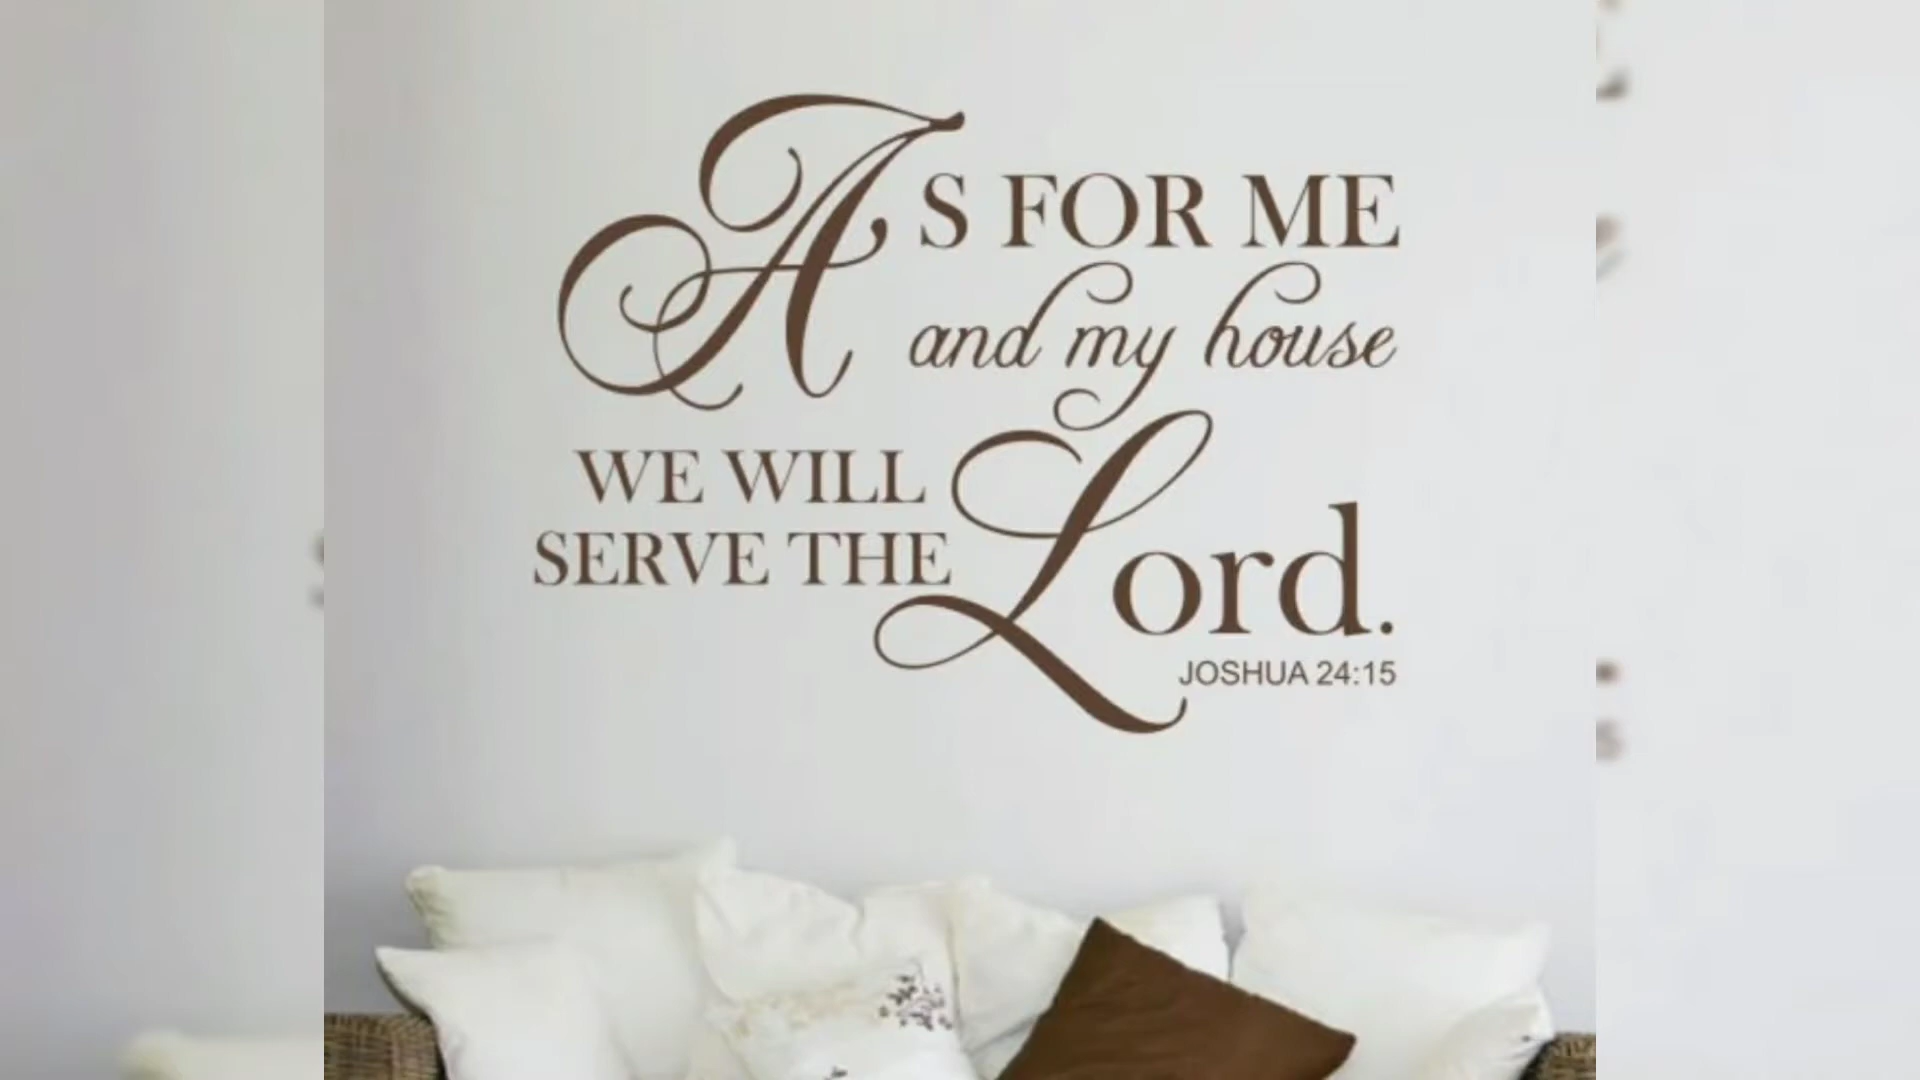 AS FOR ME
and my house
WE WILL
SERVE THE
Lord.
JOSHUA 24:15